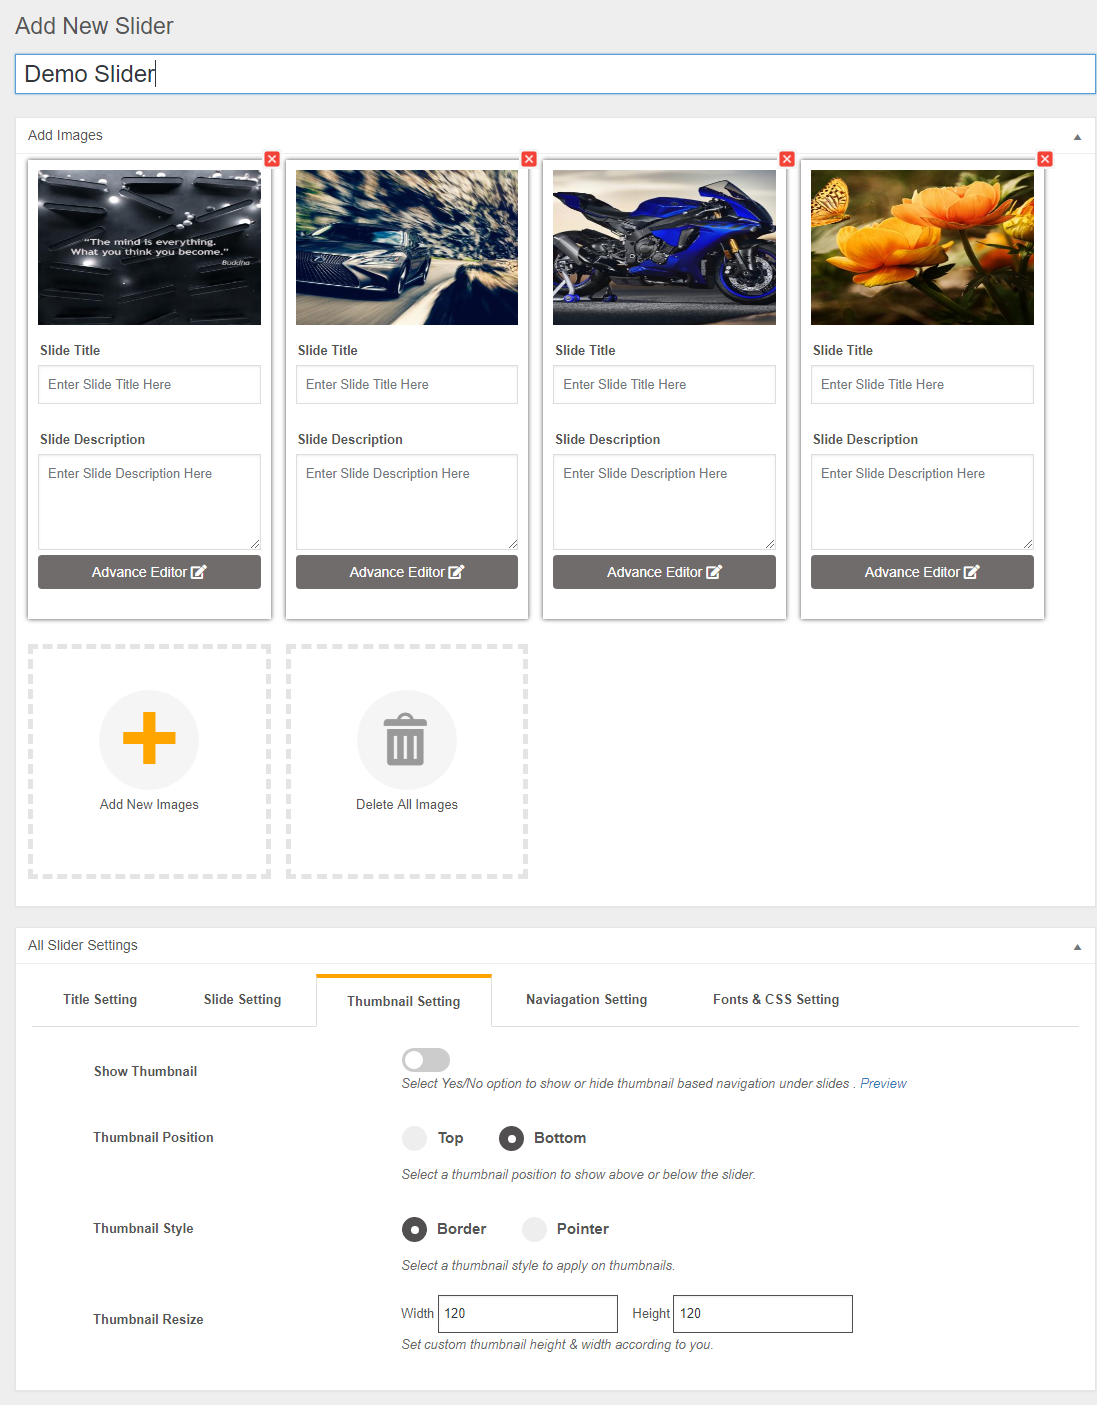 Add New Slider
Demo Slider
Add Images
“The mind is everything.
What you think you become.”
Buddha
Slide Title
Enter Slide Title Here
Slide Description
Enter Slide Description Here
Advance Editor
Slide Title
Enter Slide Title Here
Slide Description
Enter Slide Description Here
Advance Editor
Slide Title
Enter Slide Title Here
Slide Description
Enter Slide Description Here
Advance Editor
Slide Title
Enter Slide Title Here
Slide Description
Enter Slide Description Here
Advance Editor
Add New Images
Delete All Images
All Slider Settings
Title Setting
Slide Setting
Thumbnail Setting
Naviagation Setting
Fonts & CSS Setting
Show Thumbnail
Select Yes/No option to show or hide thumbnail based navigation under slides . Preview
Thumbnail Position
Top Bottom
Select a thumbnail position to show above or below the slider.
Thumbnail Style
Border Pointer
Select a thumbnail style to apply on thumbnails.
Thumbnail Resize
Width 120 Height 120
Set custom thumbnail height & width according to you.